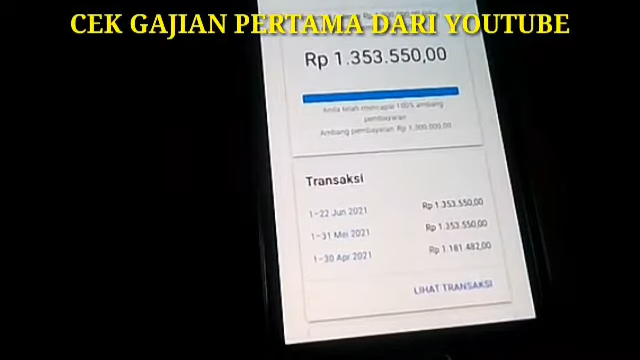 CEK GAJIAN PERTAMA DARI YOUTUBE
Rp 1.353.550,00
Anda telah mencapai 100% ambang
pembayaran
Ambang pembayaran Rp 1.300.000,00
Transaksi
1–22 Jun 2021 Rp 1.353.550,00
1–31 Mei 2021 Rp 1.353.550,00
1–30 Apr 2021 Rp 1.181.482,00
LIHAT TRANSAKSI